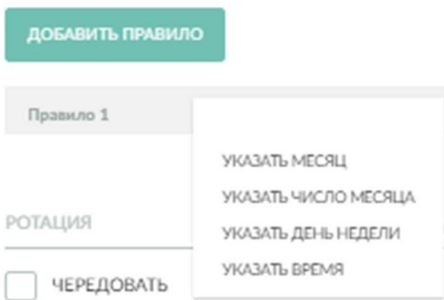 ДОБАВИТЬ ПРАВИЛО
Правило 1
УКАЗАТЬ МЕСЯЦ
УКАЗАТЬ ЧИСЛО МЕСЯЦА
УКАЗАТЬ ДЕНЬ НЕДЕЛИ
УКАЗАТЬ ВРЕМЯ
РОТАЦИЯ
ЧЕРЕДОВАТЬ